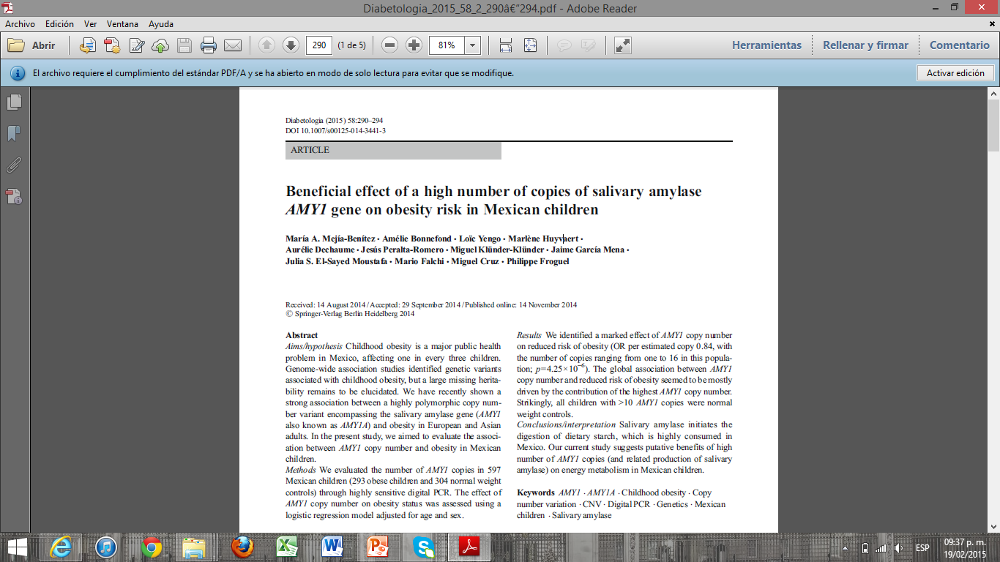 Diabetologia_2015_58_2_290â€“294.pdf - Adobe Reader
Archivo Edición Ver Ventana Ayuda
Abrir 290 (1 de 5) 81% Herramientas Rellenar y firmar Comentario
El archivo requiere el cumplimiento del estándar PDF/A y se ha abierto en modo de solo lectura para evitar que se modifique. Activar edición
Diabetologia (2015) 58:290–294
DOI 10.1007/s00125-014-3441-3
ARTICLE
Beneficial effect of a high number of copies of salivary amylase
AMY1 gene on obesity risk in Mexican children
María A. Mejía-Benítez · Amélie Bonnefond · Loïc Yengo · Marlène Huyvaert ·
Aurélie Dechaume · Jesús Peralta-Romero · Miguel Klünder-Klünder · Jaime García Mena ·
Julia S. El-Sayed Moustafa · Mario Falchi · Miguel Cruz · Philippe Froguel
Received: 14 August 2014 / Accepted: 29 September 2014 / Published online: 14 November 2014
© Springer-Verlag Berlin Heidelberg 2014
Abstract
Aims/hypothesis Childhood obesity is a major public health
problem in Mexico, affecting one in every three children.
Genome-wide association studies identified genetic variants
associated with childhood obesity, but a large missing herita-
bility remains to be elucidated. We have recently shown a
strong association between a highly polymorphic copy num-
ber variant encompassing the salivary amylase gene (AMY1
also known as AMY1A) and obesity in European and Asian
adults. In the present study, we aimed to evaluate the associ-
ation between AMY1 copy number and obesity in Mexican
children.
Methods We evaluated the number of AMY1 copies in 597
Mexican children (293 obese children and 304 normal weight
controls) through highly sensitive digital PCR. The effect of
AMY1 copy number on obesity status was assessed using a
logistic regression model adjusted for age and sex.
Results We identified a marked effect of AMY1 copy number
on reduced risk of obesity (OR per estimated copy 0.84, with
the number of copies ranging from one to 16 in this popula-
tion; p=4.25×10−6). The global association between AMY1
copy number and reduced risk of obesity seemed to be mostly
driven by the contribution of the highest AMY1 copy number.
Strikingly, all children with >10 AMY1 copies were normal
weight controls.
Conclusions/interpretation Salivary amylase initiates the
digestion of dietary starch, which is highly consumed in
Mexico. Our current study suggests putative benefits of high
number of AMY1 copies (and related production of salivary
amylase) on energy metabolism in Mexican children.
Keywords AMY1 · AMY1A · Childhood obesity · Copy
number variation · CNV · Digital PCR · Genetics · Mexican
children · Salivary amylase
ESP
09:37 p. m.
19/02/2015